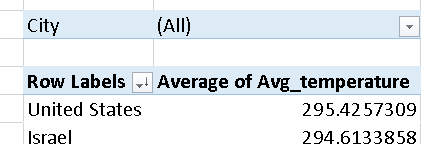 City (All)
Row Labels Average of Avg_temperature
United States 295.4257309
Israel 294.6133858